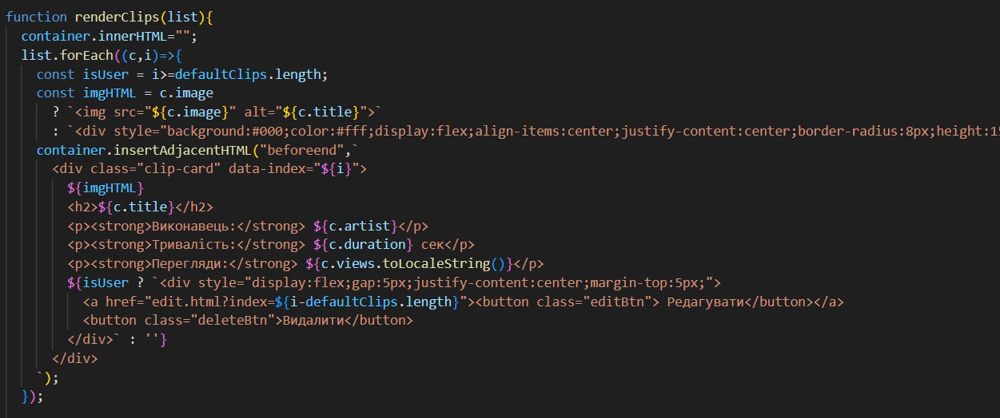 function renderClips(list){
container.innerHTML="";
list.forEach((c,i)=>{
const isUser = i>=defaultClips.length;
const imgHTML = c.image
? `<img src="${c.image}" alt="${c.title}">`
: `<div style="background:#000;color:#fff;display:flex;align-items:center;justify-content:center;border-radius:8px;height:
container.insertAdjacentHTML("beforeend",`
<div class="clip-card" data-index="${i}">
${imgHTML}
<h2>${c.title}</h2>
<p><strong>Виконавець:</strong> ${c.artist}</p>
<p><strong>Тривалість:</strong> ${c.duration} сек</p>
<p><strong>Перегляди:</strong> ${c.views.toLocaleString()}</p>
${isUser ? `<div style="display:flex;gap:5px;justify-content:center;margin-top:5px;">
<a href="edit.html?index=${i-defaultClips.length}"><button class="editBtn"> Редагувати</button></a>
<button class="deleteBtn">Видалити</button>
</div>` : ''}
</div>
`);
});